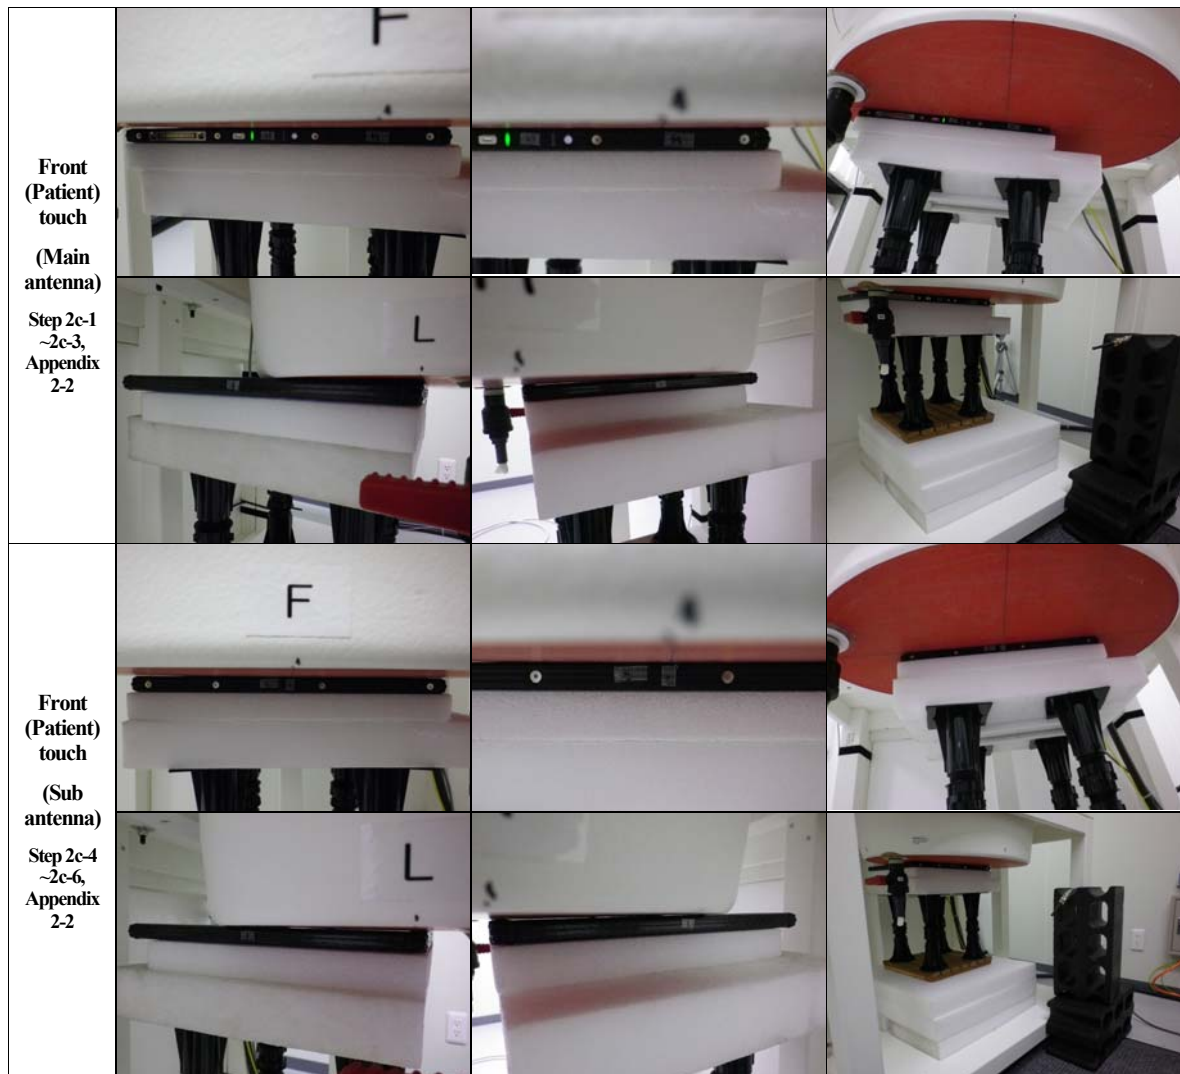 Front
(Patient)
touch
(Main
antenna)
Step 2c-1
~2c-3,
Appendix
2-2
F
L
Front
(Patient)
touch
(Sub
antenna)
Step 2c-4
~2c-6,
Appendix
2-2
F
L